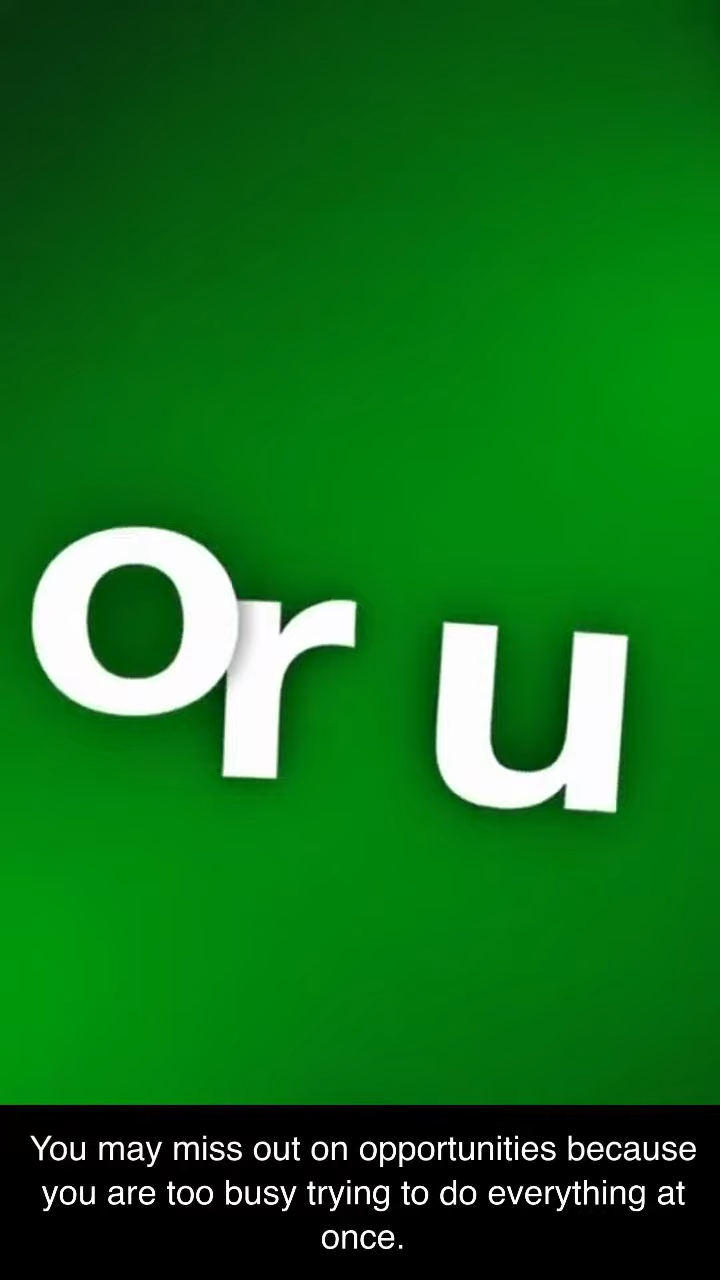 or u
You may miss out on opportunities because
you are too busy trying to do everything at
once.